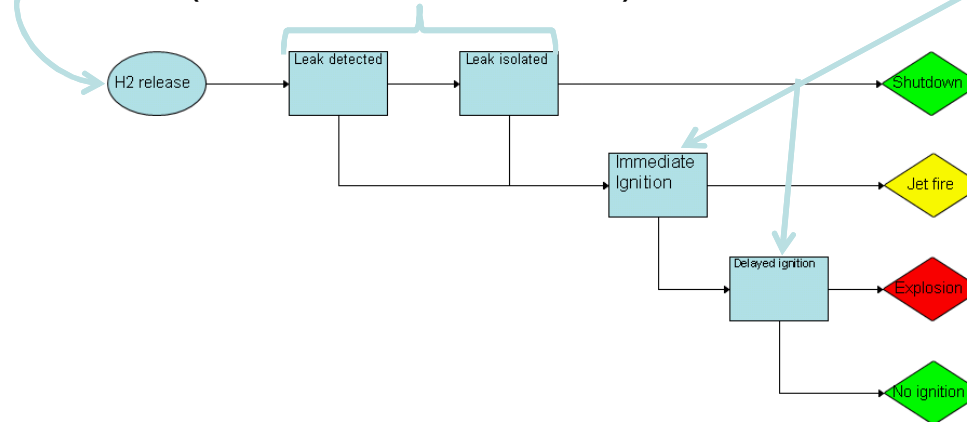 H2 release
Leak detected
Leak isolated
Shutdown
Immediate
Ignition
Jet fire
Delayed ignition
Explosion
No ignition